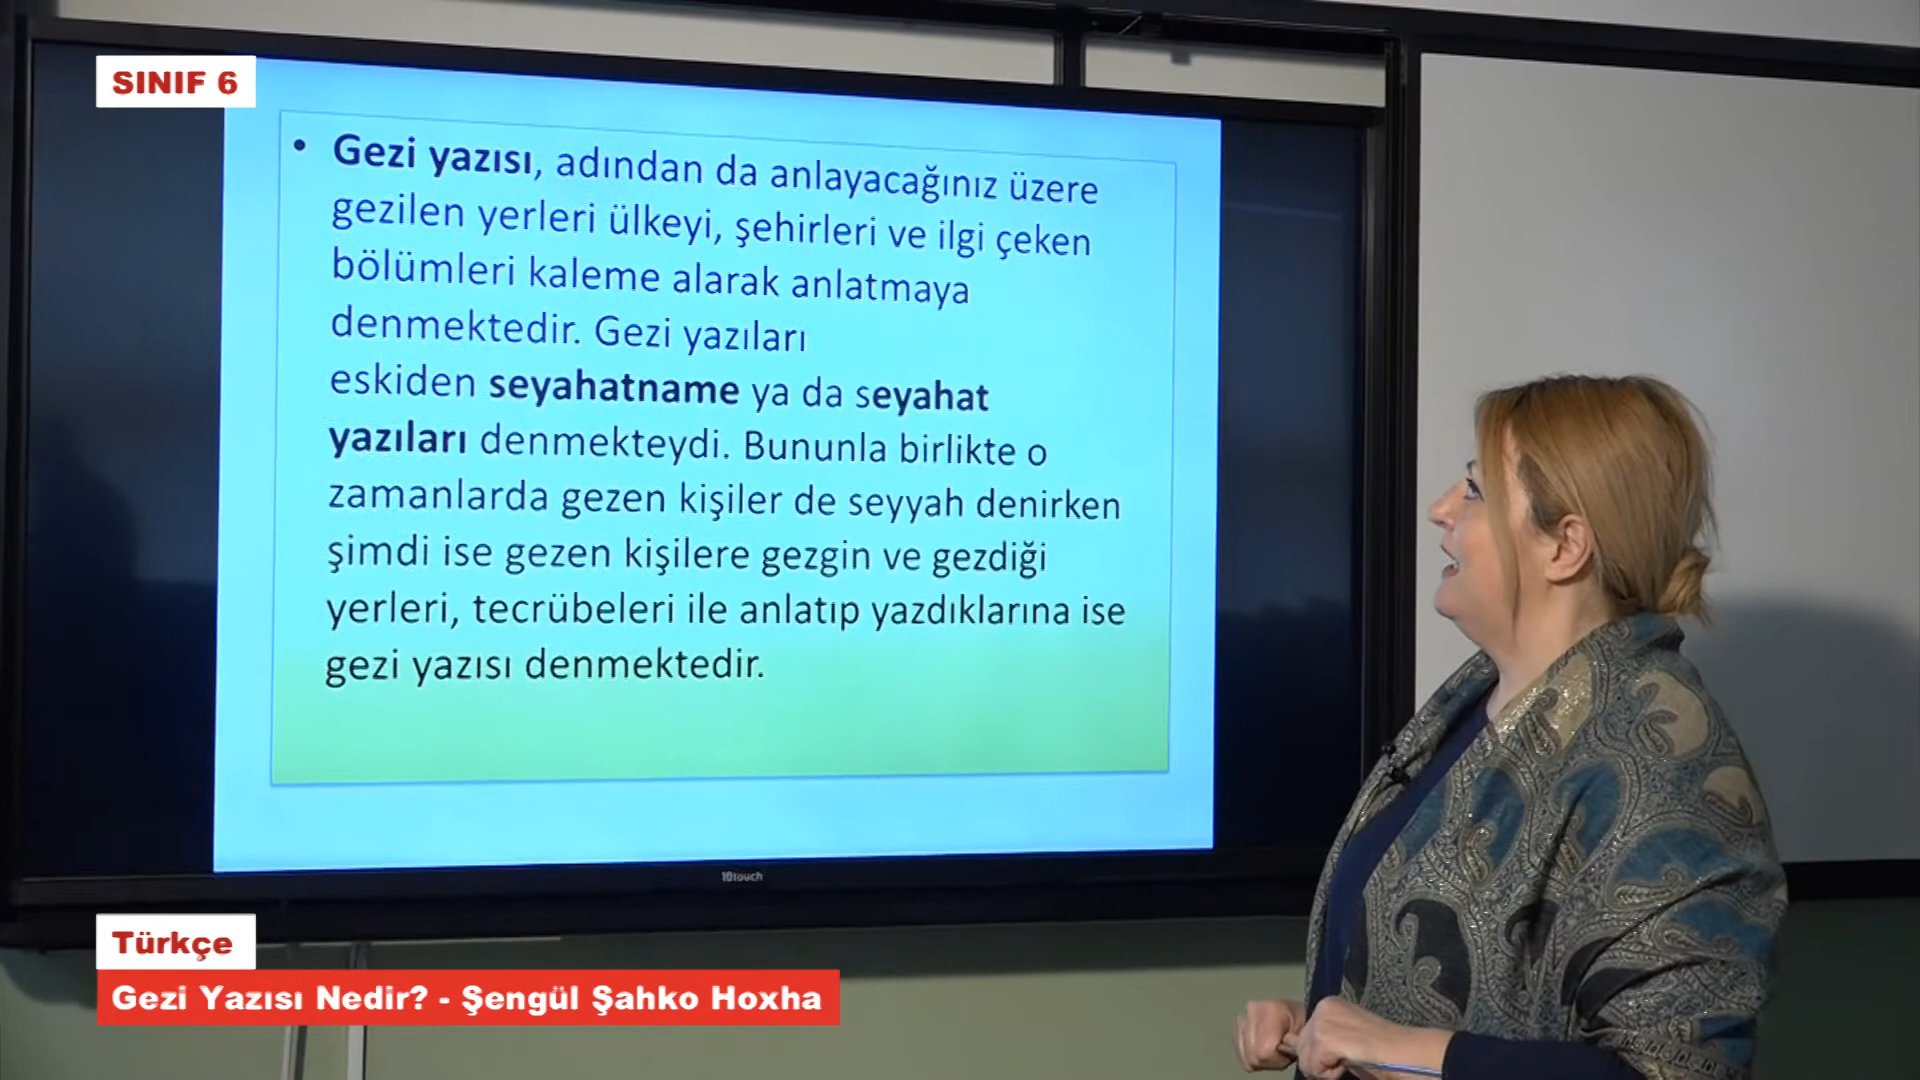 SINIF 6
• Gezi yazısı, adından da anlayacağınız üzere
gezilen yerleri ülkeyi, şehirleri ve ilgi çeken
bölümleri kaleme alarak anlatmaya
denmektedir. Gezi yazıları
eskiden seyahatname ya da seyahat
yazıları denmekteydi. Bununla birlikte o
zamanlarda gezen kişiler de seyyah denirken
şimdi ise gezen kişilere gezgin ve gezdiği
yerleri, tecrübeleri ile anlatıp yazdıklarına ise
gezi yazısı denmektedir.
10touch
Türkçe
Gezi Yazısı Nedir? - Şengül Şahko Hoxha